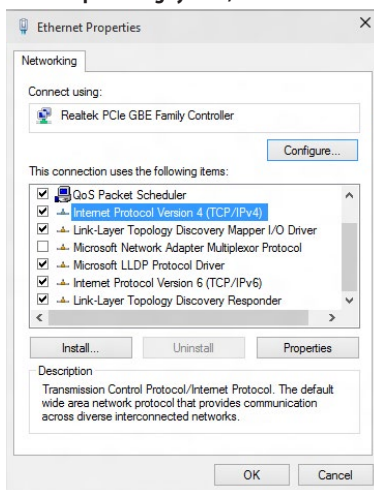 Ethernet Properties
Networking
Connect using:
Realtek PCIe GBE Family Controller
Configure...
This connection uses the following items:
QoS Packet Scheduler
Internet Protocol Version 4 (TCP/IPv4)
Link-Layer Topology Discovery Mapper I/O Driver
Microsoft Network Adapter Multiplexor Protocol
Microsoft LLDP Protocol Driver
Internet Protocol Version 6 (TCP/IPv6)
Link-Layer Topology Discovery Responder
Install... Uninstall Properties
Description
Transmission Control Protocol/Internet Protocol. The default
wide area network protocol that provides communication
across diverse interconnected networks.
OK Cancel